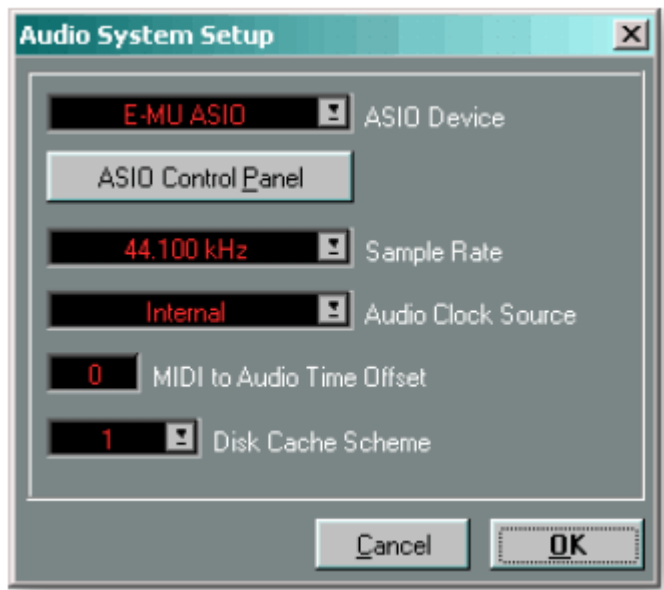 Audio System Setup
E-MU ASIO ASIO Device
ASIO Control Panel
44.100 kHz Sample Rate
Internal Audio Clock Source
0 MIDI to Audio Time Offset
1 Disk Cache Scheme
Cancel OK